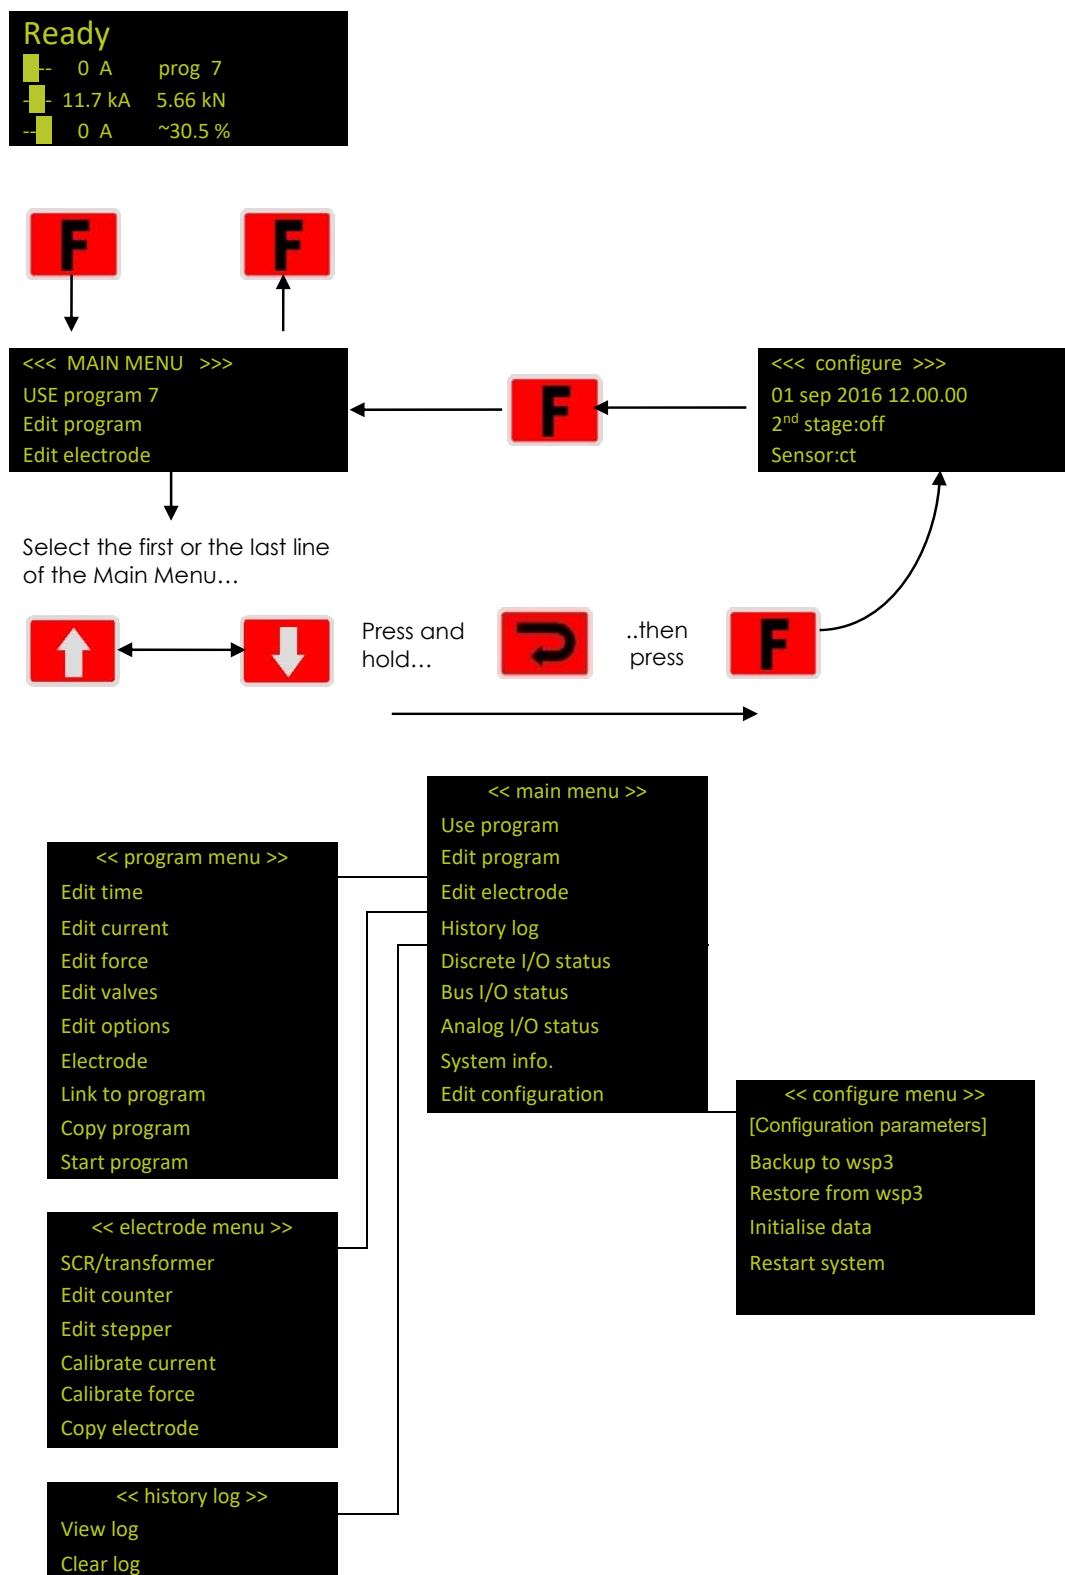 Ready
-- 0 A prog 7
- - 11.7 kA 5.66 kN
-- 0 A ~30.5 %
F F
<<< MAIN MENU >>>
USE program 7
Edit program
Edit electrode
F
<<< configure >>>
01 sep 2016 12.00.00
2nd stage:off
Sensor:ct
Select the first or the last line
of the Main Menu...
Press and
hold...
..then
press
F
<< main menu >>
Use program
Edit program
Edit electrode
History log
Discrete I/O status
Bus I/O status
Analog I/O status
System info.
Edit configuration
<< program menu >>
Edit time
Edit current
Edit force
Edit valves
Edit options
Electrode
Link to program
Copy program
Start program
<< configure menu >>
[Configuration parameters]
Backup to wsp3
Restore from wsp3
Initialise data
Restart system
<< electrode menu >>
SCR/transformer
Edit counter
Edit stepper
Calibrate current
Calibrate force
Copy electrode
<< history log >>
View log
Clear log